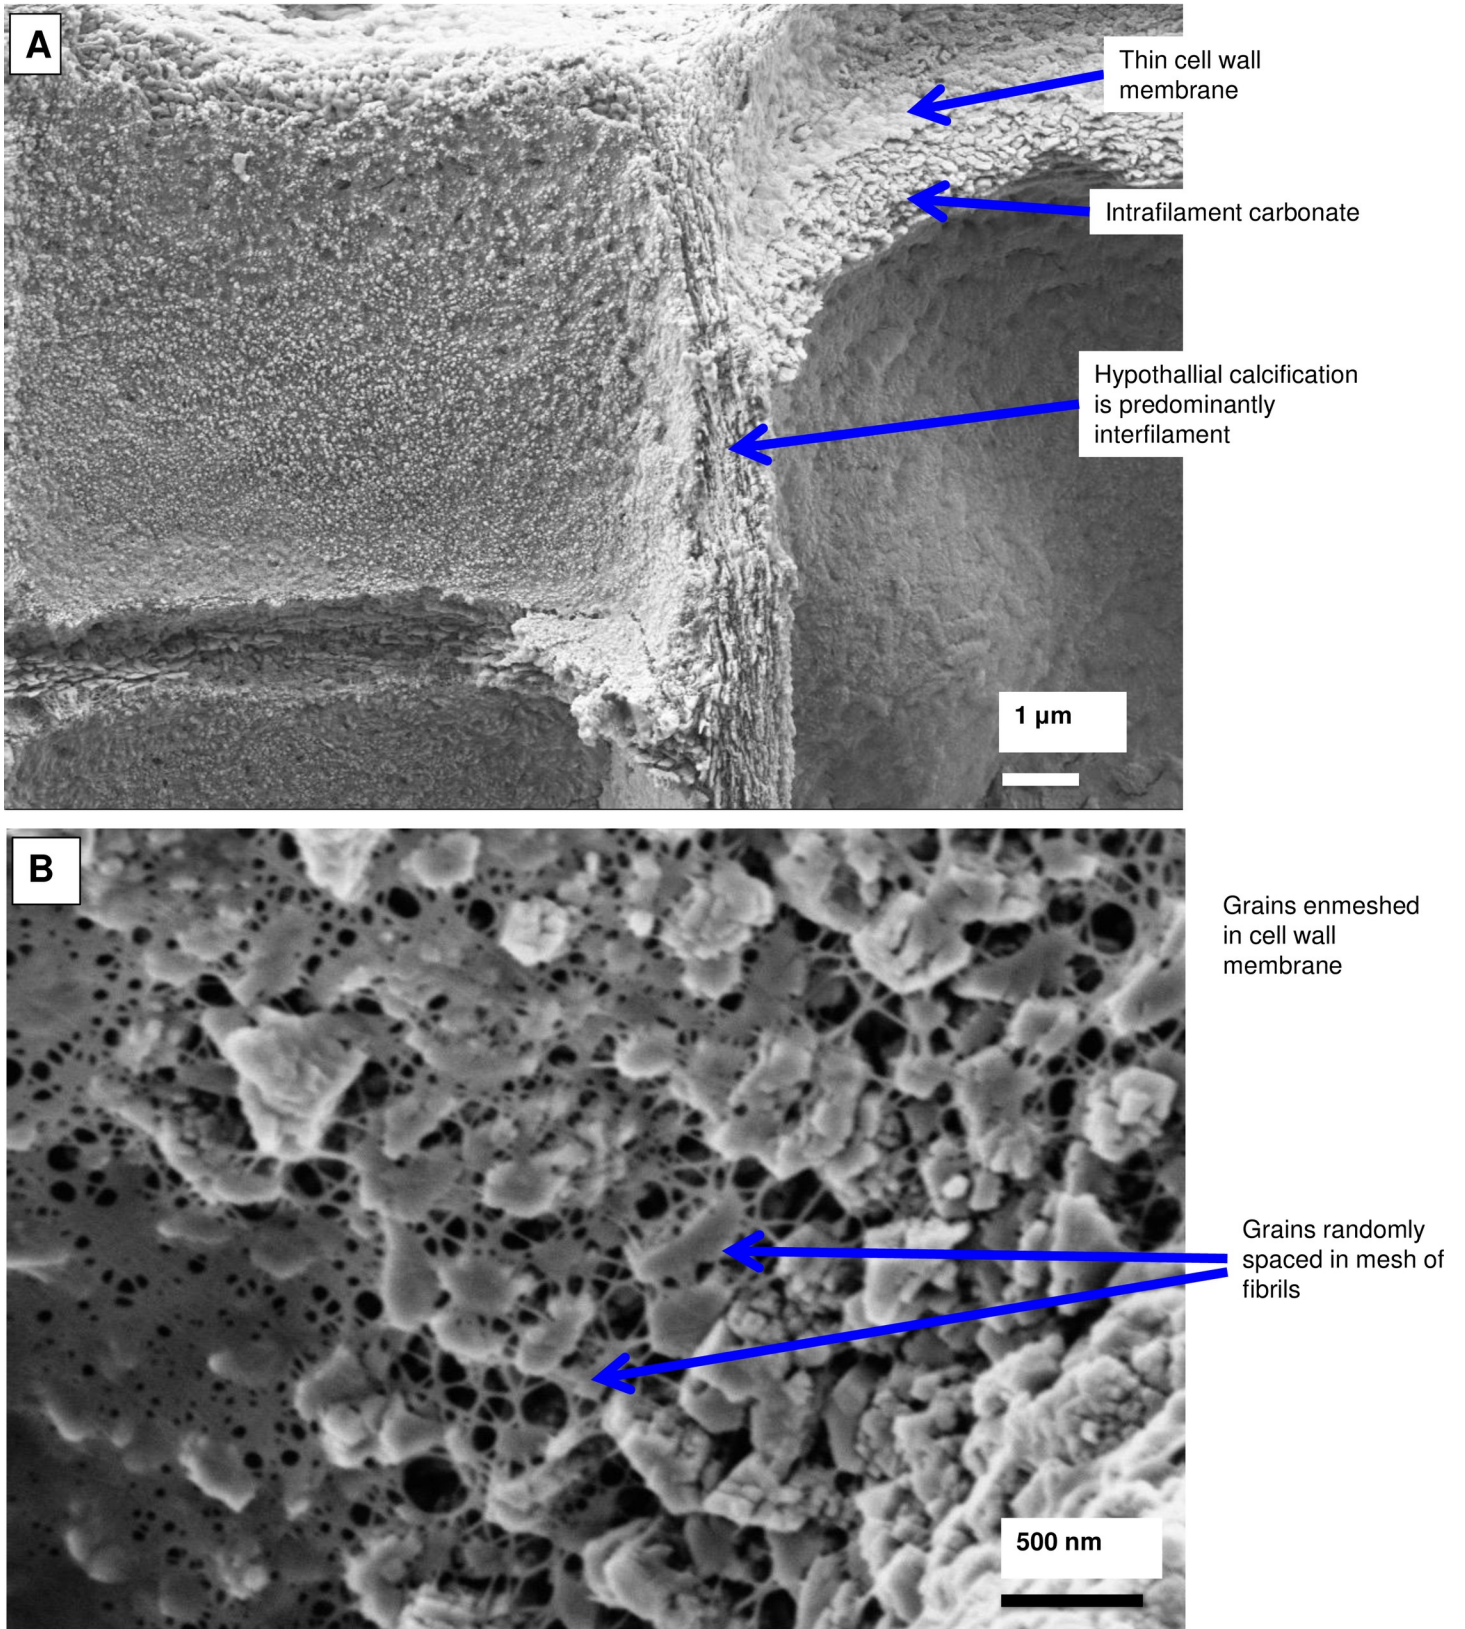 A
Thin cell wall
membrane
Intrafilament carbonate
Hypothallial calcification
is predominantly
interfilament
1 µm
B
Grains enmeshed
in cell wall
membrane
Grains randomly
spaced in mesh of
fibrils
500 nm